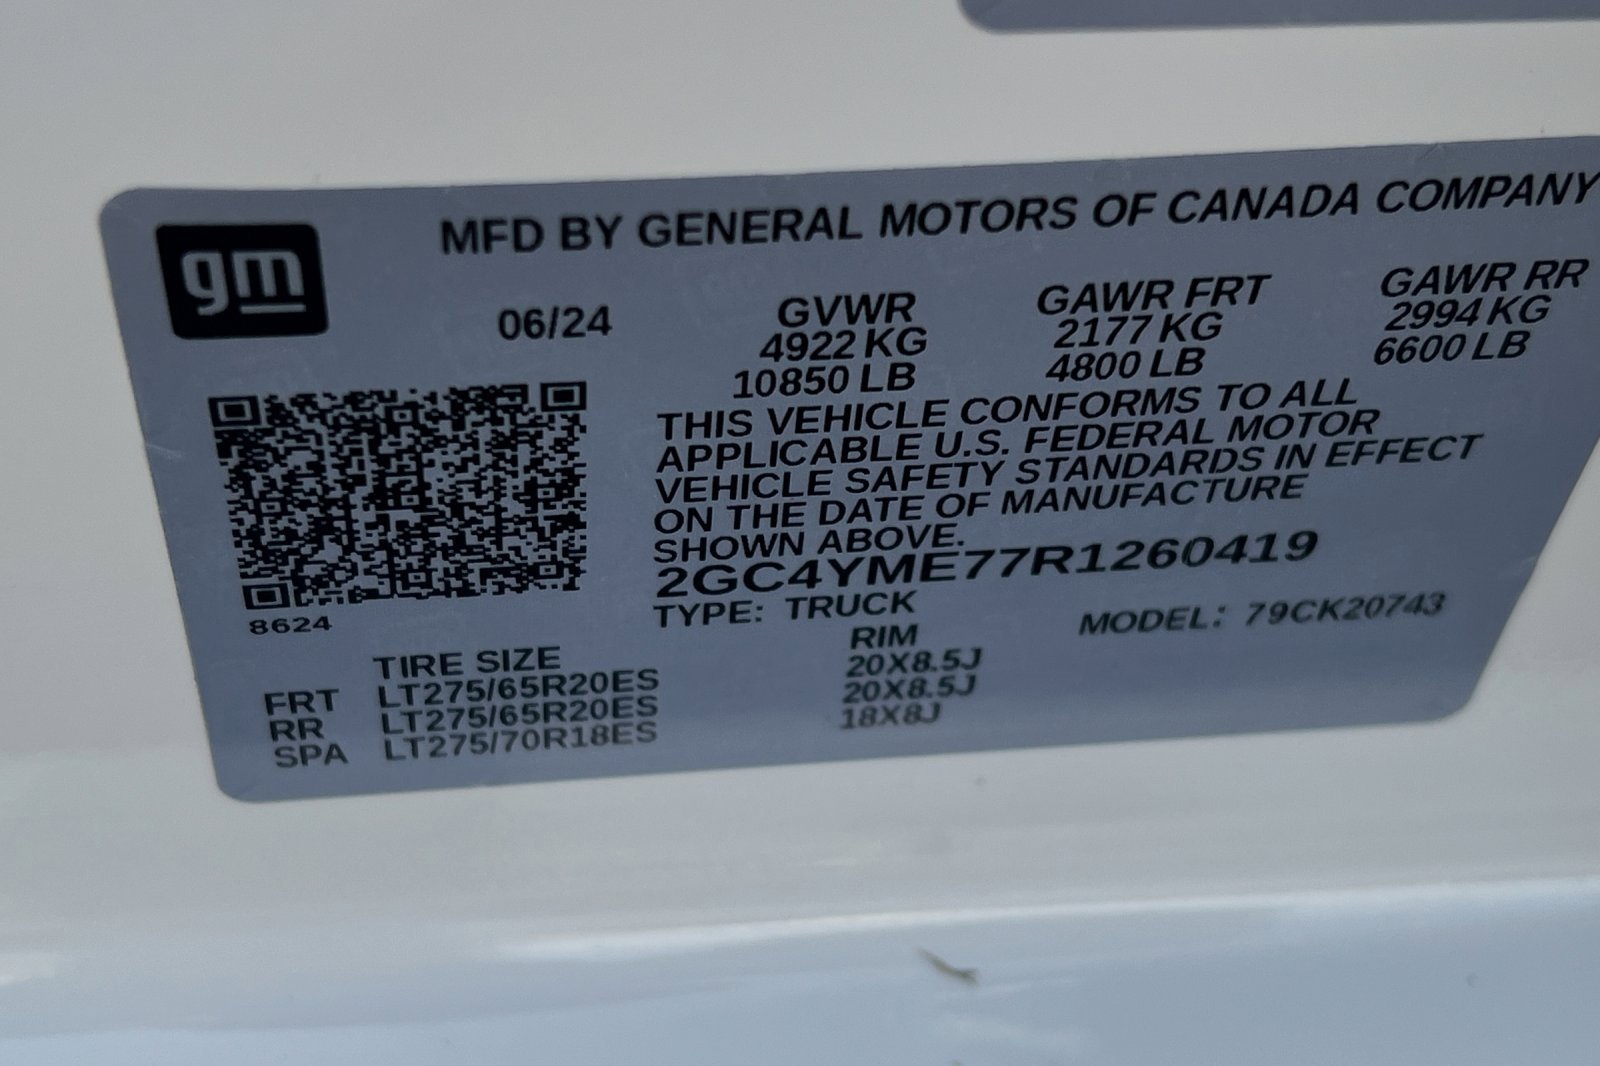 gm
MFD BY GENERAL MOTORS OF CANADA COMPANY
06/24
GVWR
4922 KG
10850 LB
GAWR FRT
2177 KG
4800 LB
GAWR RR
2994 KG
6600 LB
THIS VEHICLE CONFORMS TO ALL
APPLICABLE U.S. FEDERAL MOTOR
VEHICLE SAFETY STANDARDS IN EFFECT
ON THE DATE OF MANUFACTURE
SHOWN ABOVE.
2GC4YME77R1260419
TYPE: TRUCK
MODEL: 79CK20743
8624
TIRE SIZE RIM
FRT LT275/65R20ES 20X8.5J
RR LT275/65R20ES 20X8.5J
SPA LT275/70R18ES 18X8J